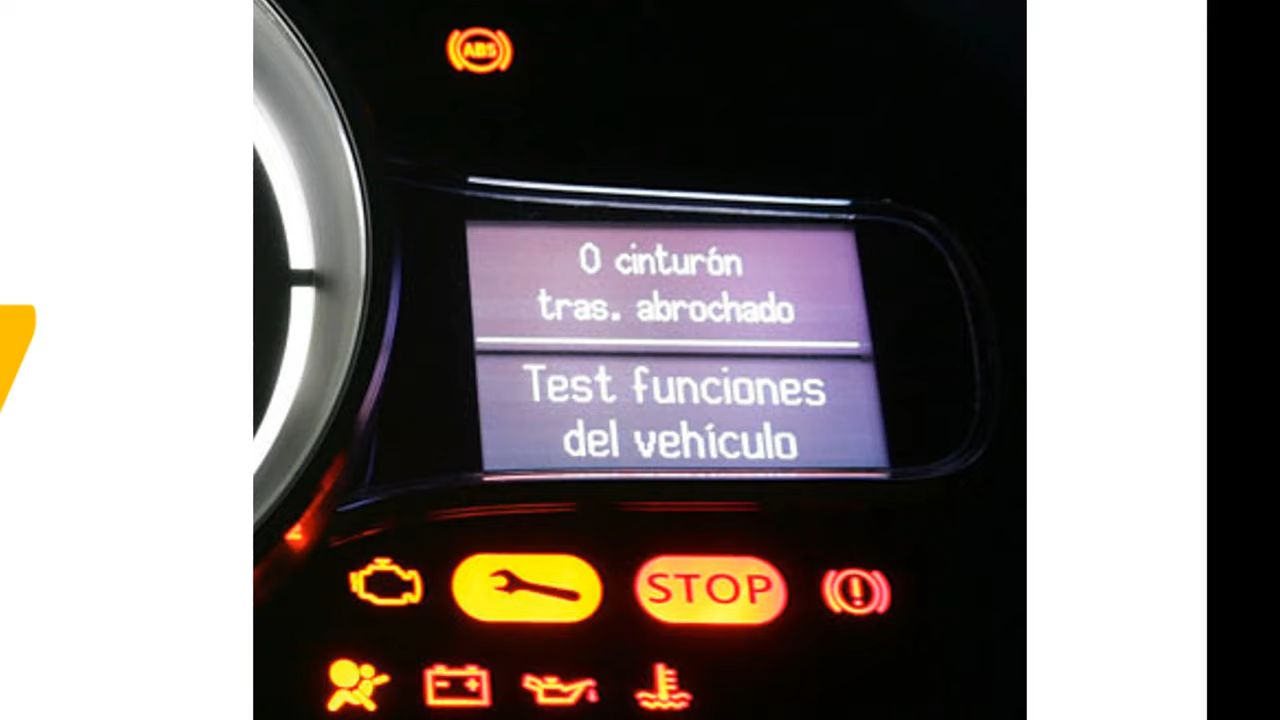 ABS
0 cinturón
tras. abrochado
Test funciones
del vehículo
STOP